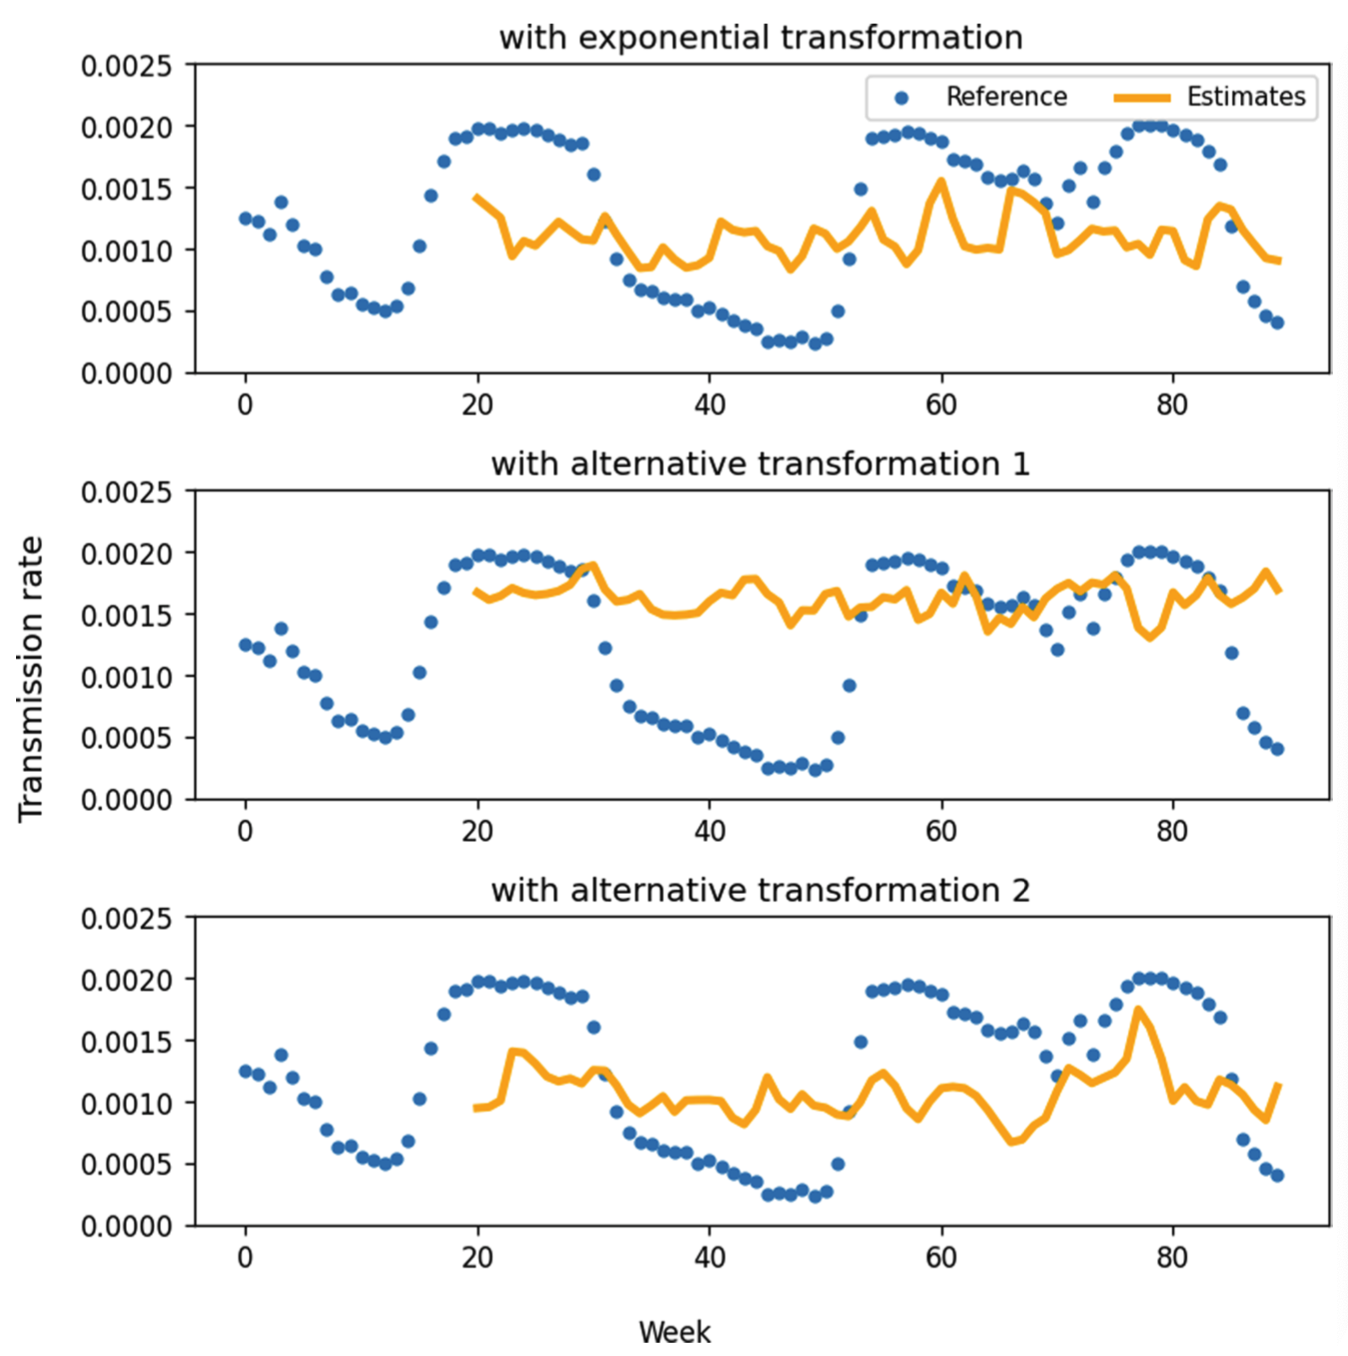 with exponential transformation
0.0025
0.0020
0.0015
0.0010
0.0005
0.0000
Reference
Estimates
0 20 40 60 80
with alternative transformation 1
0.0025
0.0020
0.0015
0.0010
0.0005
0.0000
0 20 40 60 80
Transmission rate
with alternative transformation 2
0.0025
0.0020
0.0015
0.0010
0.0005
0.0000
0 20 40 60 80
Week